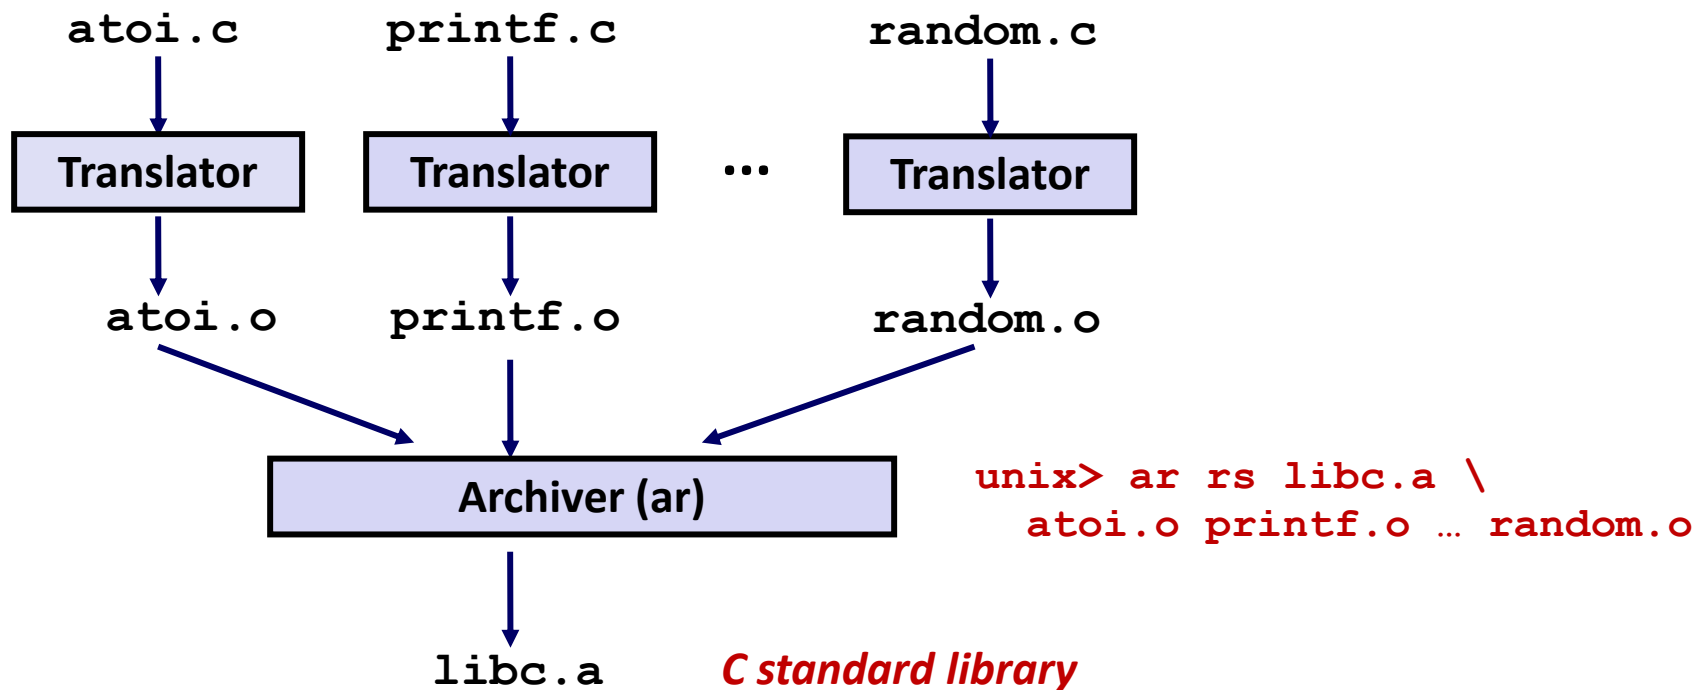 atoi.c printf.c random.c
Translator Translator ... Translator
atoi.o printf.o random.o
Archiver (ar)
unix> ar rs libc.a \
atoi.o printf.o … random.o
libc.a C standard library